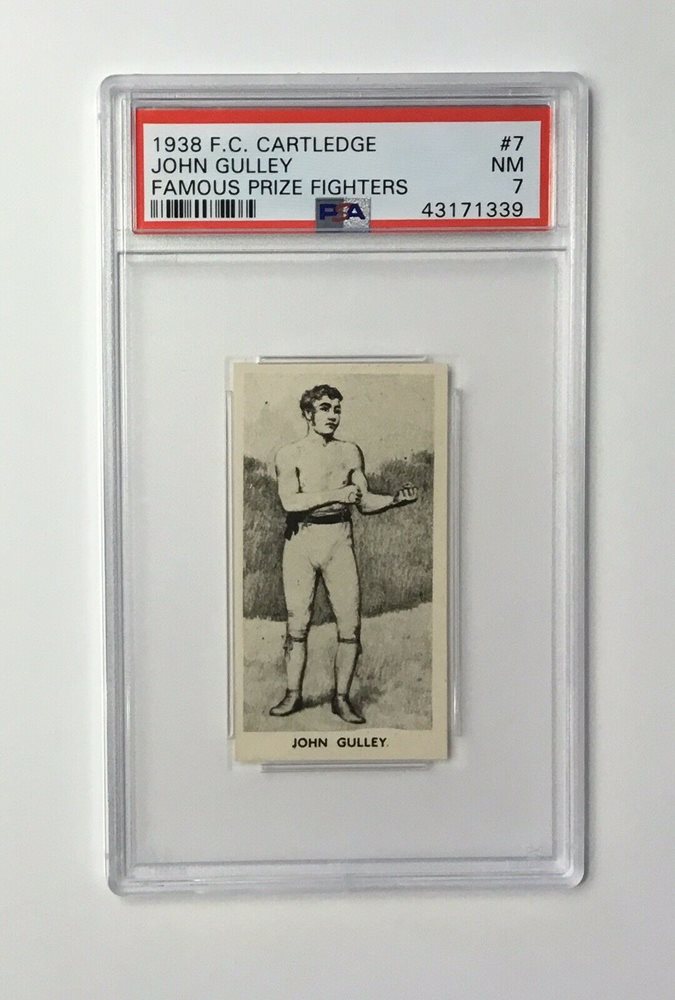 1938 F.C. CARTLEDGE #7
JOHN GULLEY NM
FAMOUS PRIZE FIGHTERS 7
PSA 43171339
JOHN GULLEY.